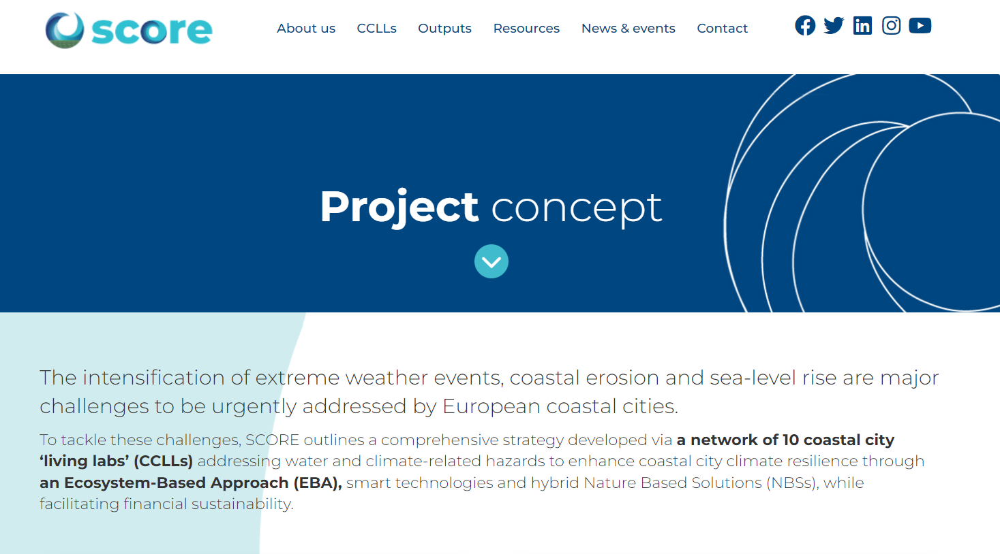 score
About us CCLLs Outputs Resources News & events Contact
Project concept
The intensification of extreme weather events, coastal erosion and sea-level rise are major
challenges to be urgently addressed by European coastal cities.
To tackle these challenges, SCORE outlines a comprehensive strategy developed via a network of 10 coastal city
‘living labs’ (CCLLs) addressing water and climate-related hazards to enhance coastal city climate resilience through
an Ecosystem-Based Approach (EBA), smart technologies and hybrid Nature Based Solutions (NBSs), while
facilitating financial sustainability.